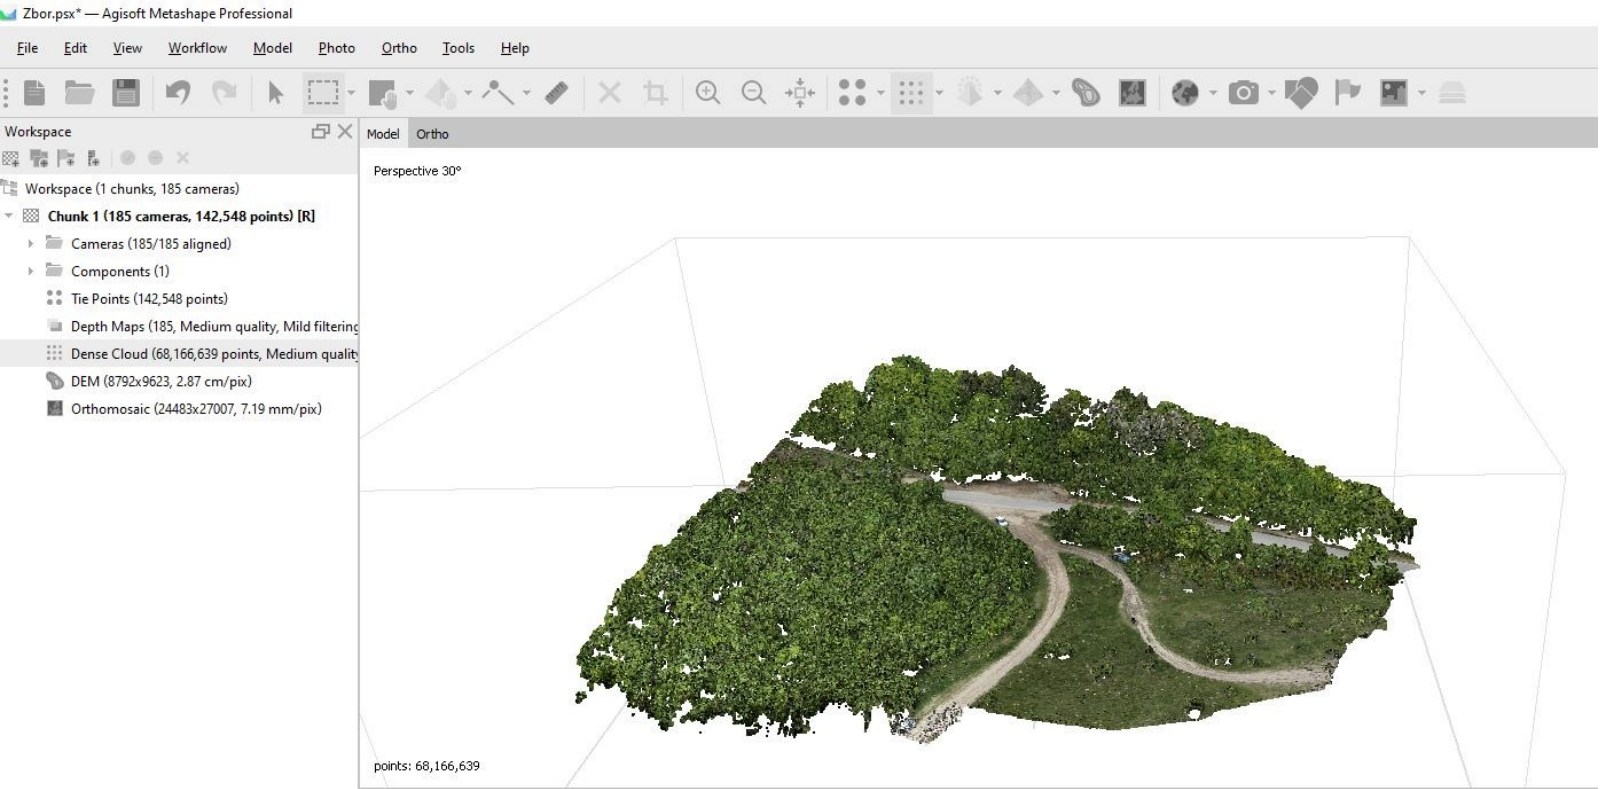 Zbor.psx* — Agisoft Metashape Professional
File Edit View Workflow Model Photo Ortho Tools Help
Workspace
Model Ortho
Perspective 30°
Workspace (1 chunks, 185 cameras)
Chunk 1 (185 cameras, 142,548 points) [R]
Cameras (185/185 aligned)
Components (1)
Tie Points (142,548 points)
Depth Maps (185, Medium quality, Mild filtering
Dense Cloud (68,166,639 points, Medium quality
DEM (8792x9623, 2.87 cm/pix)
Orthomosaic (24483x27007, 7.19 mm/pix)
points: 68,166,639